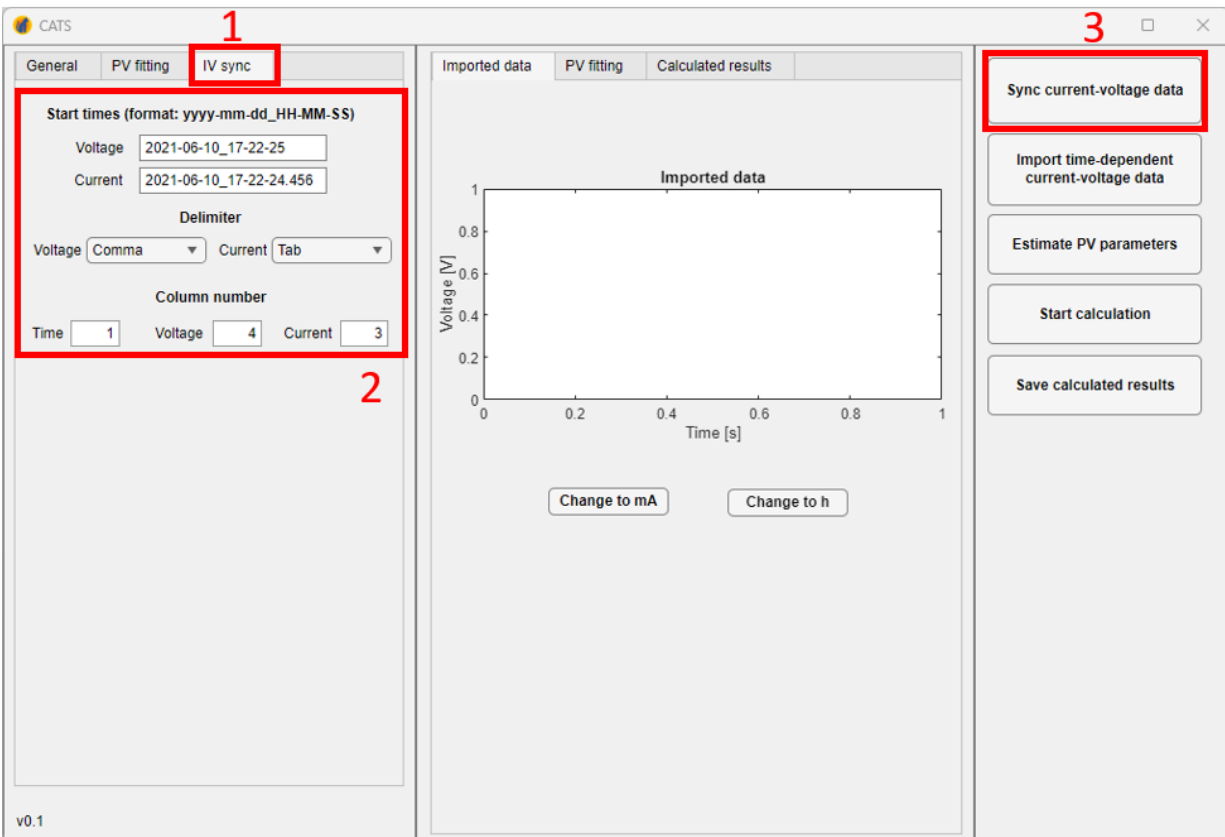 CATS
1
3
General PV fitting IV sync
Start times (format: yyyy-mm-dd_HH-MM-SS)
Voltage 2021-06-10_17-22-25
Current 2021-06-10_17-22-24.456
Delimiter
Voltage Comma Current Tab
Column number
Time 1 Voltage 4 Current 3
2
v0.1
Imported data PV fitting Calculated results
Imported data
1
0.8
0.6
0.4
0.2
0
Voltage [V]
0 0.2 0.4 0.6 0.8 1
Time [s]
Change to mA Change to h
Sync current-voltage data
Import time-dependent
current-voltage data
Estimate PV parameters
Start calculation
Save calculated results